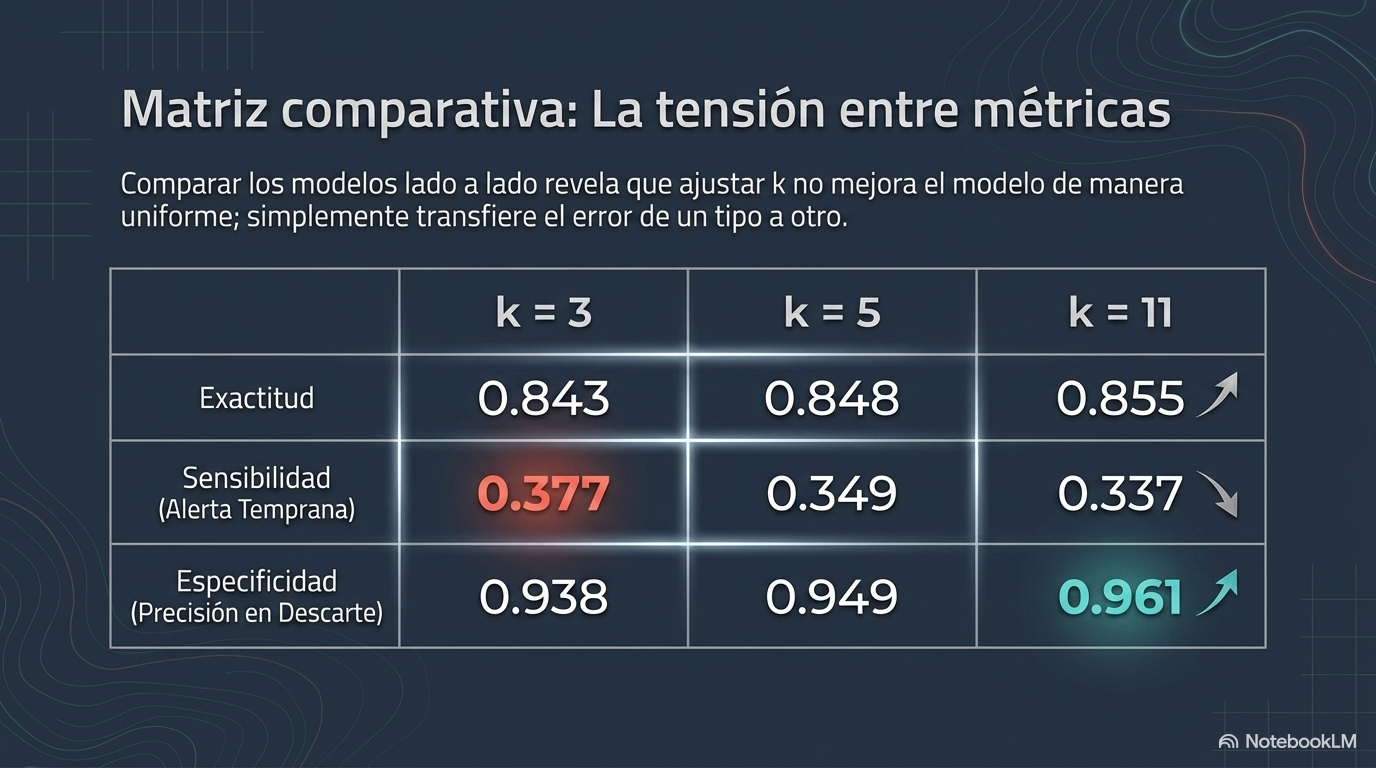 Matriz comparativa: La tensión entre métricas
Comparar los modelos lado a lado revela que ajustar k no mejora el modelo de manera
uniforme; simplemente transfiere el error de un tipo a otro.
k = 3 k = 5 k = 11
Exactitud 0.843 0.848 0.855
Sensibilidad
(Alerta Temprana) 0.377 0.349 0.337
Especificidad
(Precisión en Descarte) 0.938 0.949 0.961
NotebookLM